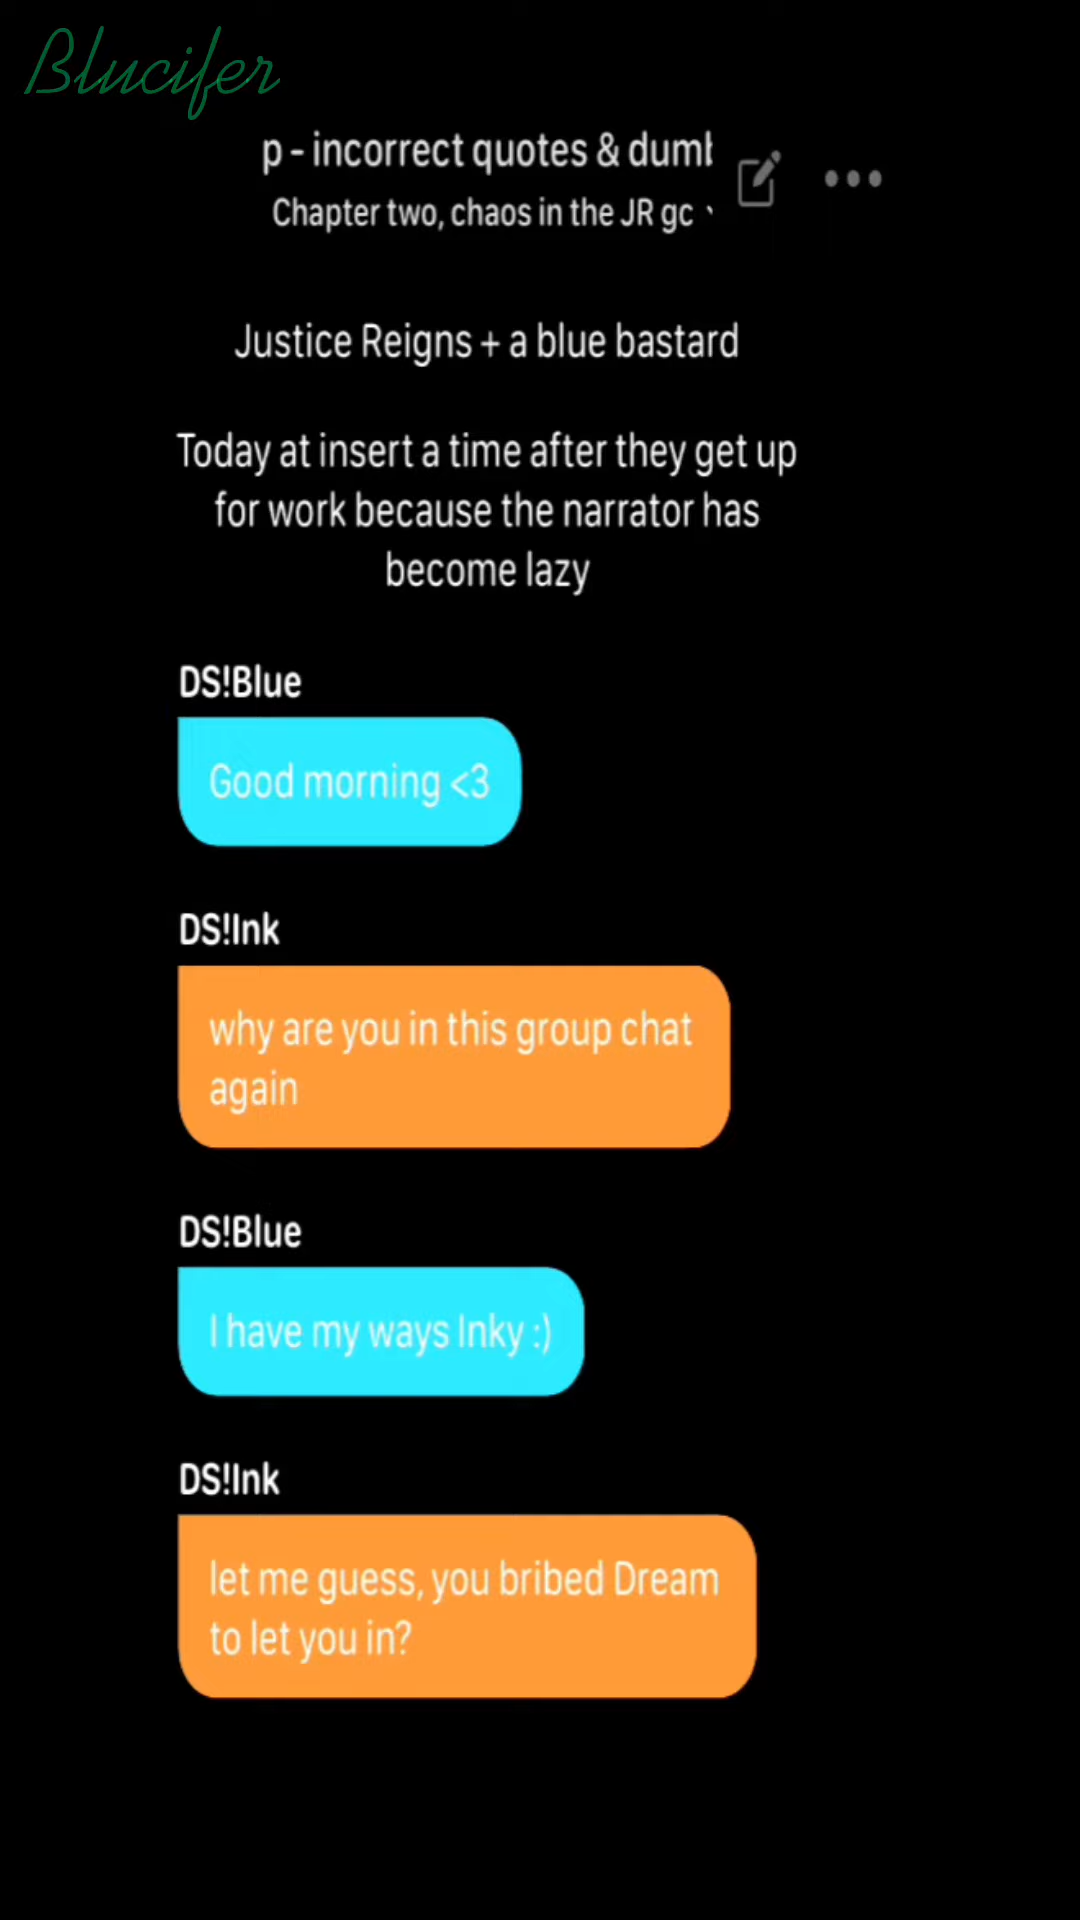 Blucifer
p - incorrect quotes & dum
Chapter two, chaos in the JR gc
Justice Reigns + a blue bastard
Today at insert a time after they get up
for work because the narrator has
become lazy
DS!Blue
Good morning <3
DS!Ink
why are you in this group chat
again
DS!Blue
I have my ways Inky :)
DS!Ink
let me guess, you bribed Dream
to let you in?